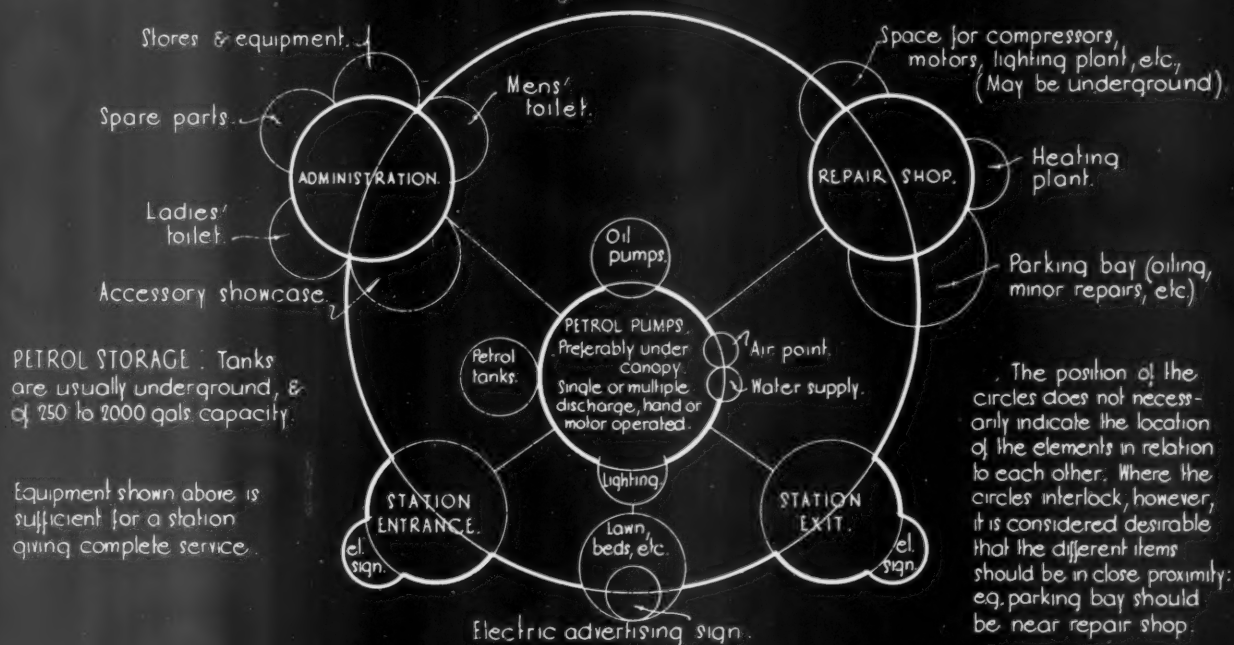 Stores & equipment.
Spare parts.
Mens'
toilet.
ADMINISTRATION.
Ladies'
toilet.
Accessory showcase.
Space for compressors,
motors, lighting plant, etc.,
(May be underground).
REPAIR SHOP.
Heating
plant.
Parking bay (oiling,
minor repairs, etc.)
Oil
pumps.
PETROL PUMPS.
Preferably under
canopy.
Single or multiple
discharge, hand or
motor operated.
Petrol
tanks.
Air point.
Water supply.
Lighting.
STATION
ENTRANCE.
el.
sign.
Lawn,
beds, etc.
Electric advertising sign.
STATION
EXIT.
el.
sign.
PETROL STORAGE : Tanks
are usually underground, &
of 250 to 2000 gals capacity.
Equipment shown above is
sufficient for a station
giving complete service.
The position of the
circles does not necess-
arily indicate the location
of the elements in relation
to each other. Where the
circles interlock, however,
it is considered desirable
that the different items
should be in close proximity:
e.g. parking bay should
be near repair shop.